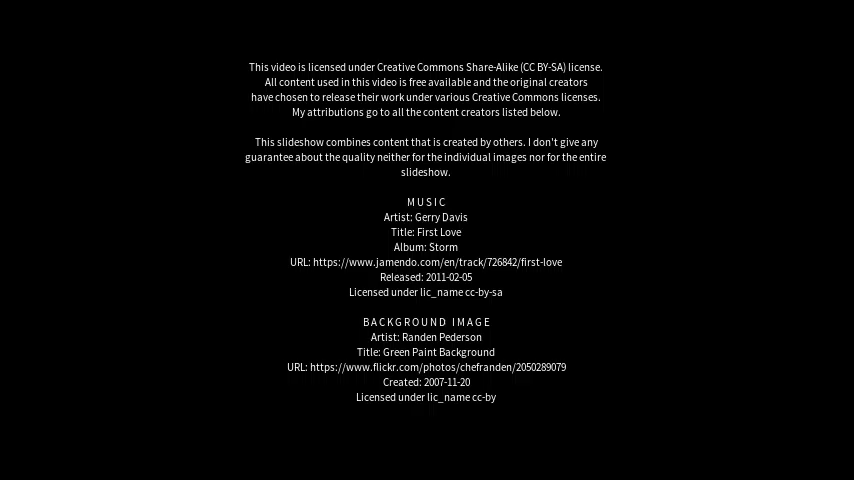 This video is licensed under Creative Commons Share-Alike (CC BY-SA) license.
All content used in this video is free available and the original creators
have chosen to release their work under various Creative Commons licenses.
My attributions go to all the content creators listed below.
This slideshow combines content that is created by others. I don't give any
guarantee about the quality neither for the individual images nor for the entire
slideshow.
MUSIC
Artist: Gerry Davis
Title: First Love
Album: Storm
URL: https://www.jamendo.com/en/track/726842/first-love
Released: 2011-02-05
Licensed under lic_name cc-by-sa
BACKGROUND IMAGE
Artist: Randen Pederson
Title: Green Paint Background
URL: https://www.flickr.com/photos/chefranden/2050289079
Created: 2007-11-20
Licensed under lic_name cc-by